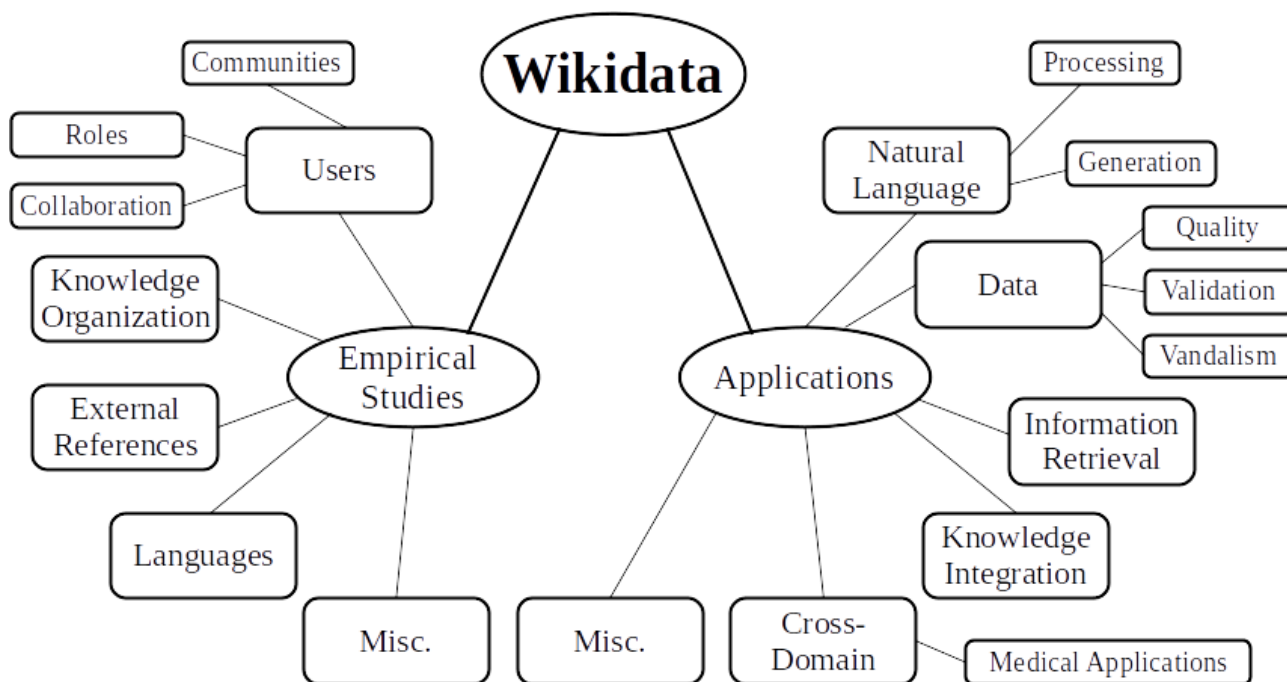 Wikidata
Communities
Roles
Users
Collaboration
Knowledge
Organization
Empirical
Studies
External
References
Languages
Misc.
Processing
Natural
Language
Generation
Quality
Data
Validation
Vandalism
Applications
Information
Retrieval
Knowledge
Integration
Misc.
Cross-
Domain
Medical Applications